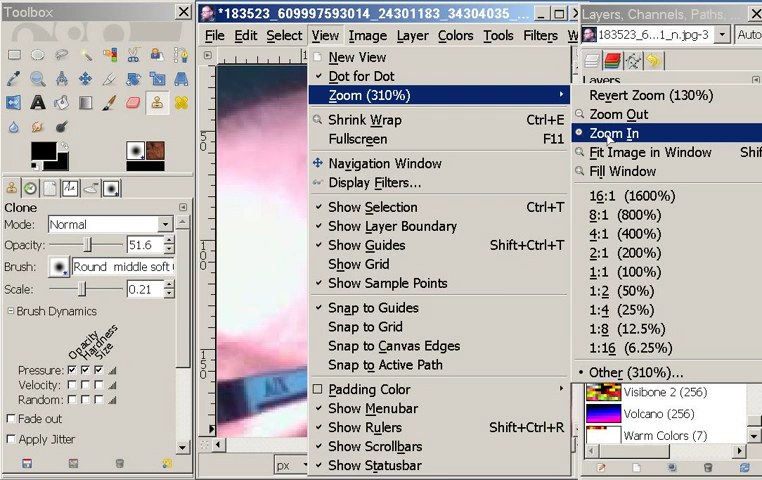 Toolbox
*183523_609997593014_24301183_34304035_...
Layers, Channels, Paths, ...
File Edit Select View Image Layer Colors Tools Filters W
183523_6...1_n.jpg-3
Auto
New View
Dot for Dot
Zoom (310%)
Shrink Wrap Ctrl+E
Fullscreen F11
Navigation Window
Display Filters...
Show Selection Ctrl+T
Show Layer Boundary
Show Guides Shift+Ctrl+T
Show Grid
Show Sample Points
Snap to Guides
Snap to Grid
Snap to Canvas Edges
Snap to Active Path
Padding Color
Show Menubar
Show Rulers Shift+Ctrl+R
Show Scrollbars
Show Statusbar
Layers
Revert Zoom (130%)
Zoom Out
Zoom In
Fit Image in Window Shif
Fill Window
16:1 (1600%)
8:1 (800%)
4:1 (400%)
2:1 (200%)
1:1 (100%)
1:2 (50%)
1:4 (25%)
1:8 (12.5%)
1:16 (6.25%)
Other (310%)...
Visibone 2 (256)
Volcano (256)
Warm Colors (7)
Clone
Mode: Normal
Opacity: 51.6
Brush: Round middle soft
Scale: 0.21
Brush Dynamics
Opacity
Hardness
Size
Pressure:
Velocity:
Random:
Fade out
Apply Jitter
50
100
150
px